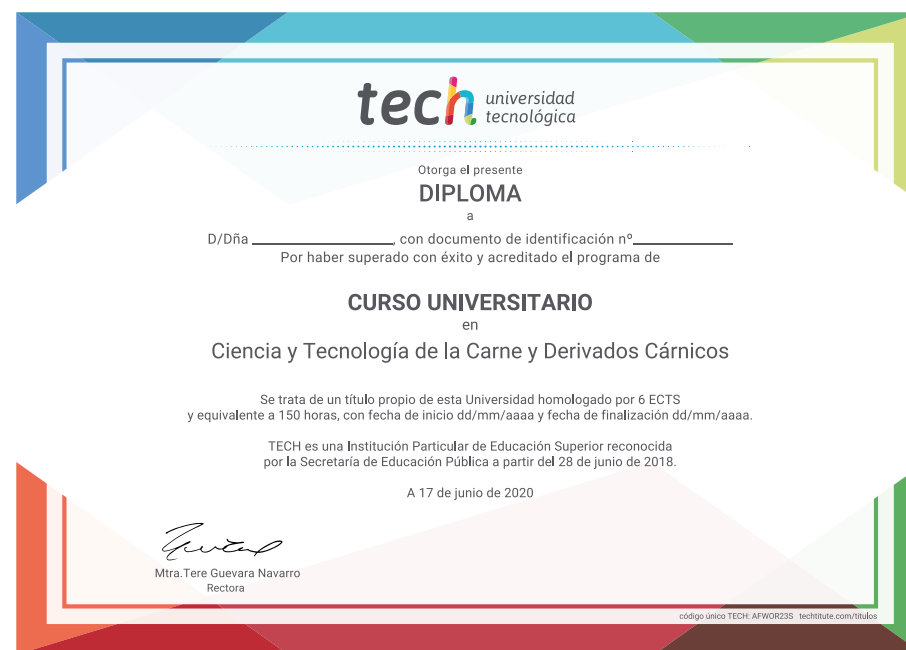 tech universidad
tecnológica
Otorga el presente
DIPLOMA
a
D/Dña ____________________, con documento de identificación nº______________
Por haber superado con éxito y acreditado el programa de
CURSO UNIVERSITARIO
en
Ciencia y Tecnología de la Carne y Derivados Cárnicos
Se trata de un título propio de esta Universidad homologado por 6 ECTS
y equivalente a 150 horas, con fecha de inicio dd/mm/aaaa y fecha de finalización dd/mm/aaaa.
TECH es una Institución Particular de Educación Superior reconocida
por la Secretaría de Educación Pública a partir del 28 de junio de 2018.
A 17 de junio de 2020
Mtra.Tere Guevara Navarro
Rectora
código único TECH: AFWOR23S techtitute.com/titulos